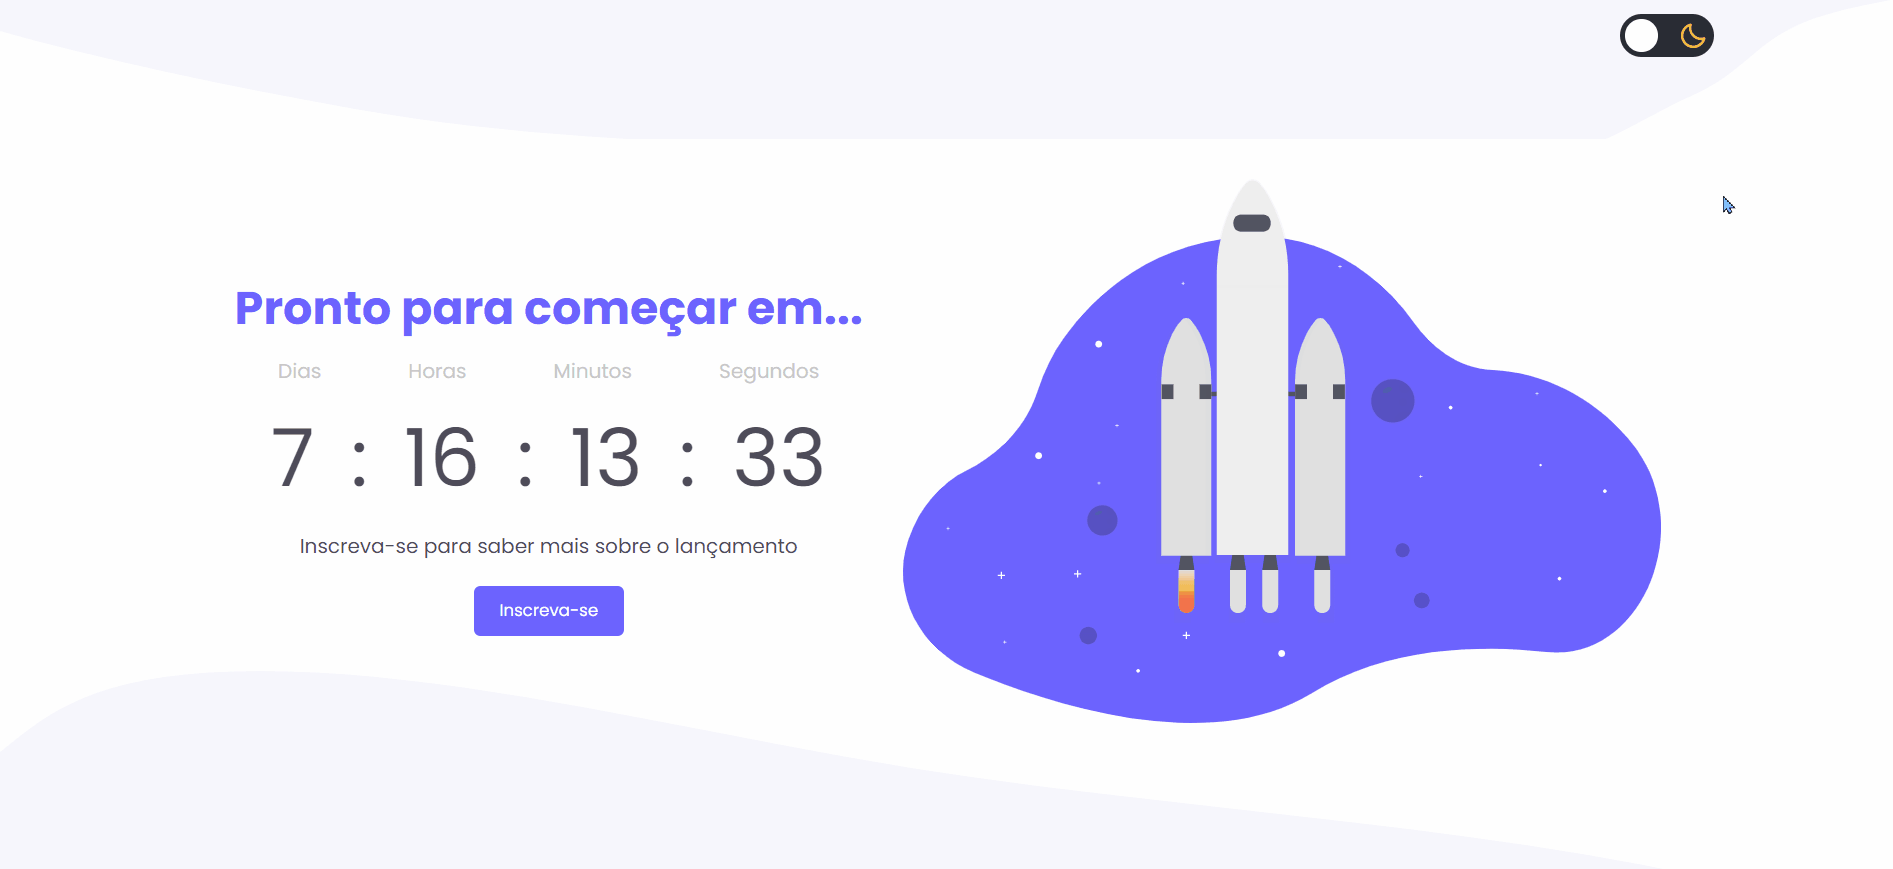 Pronto para começar em...
Dias Horas Minutos Segundos
7 : 16 : 13 : 33
Inscreva-se para saber mais sobre o lançamento
Inscreva-se